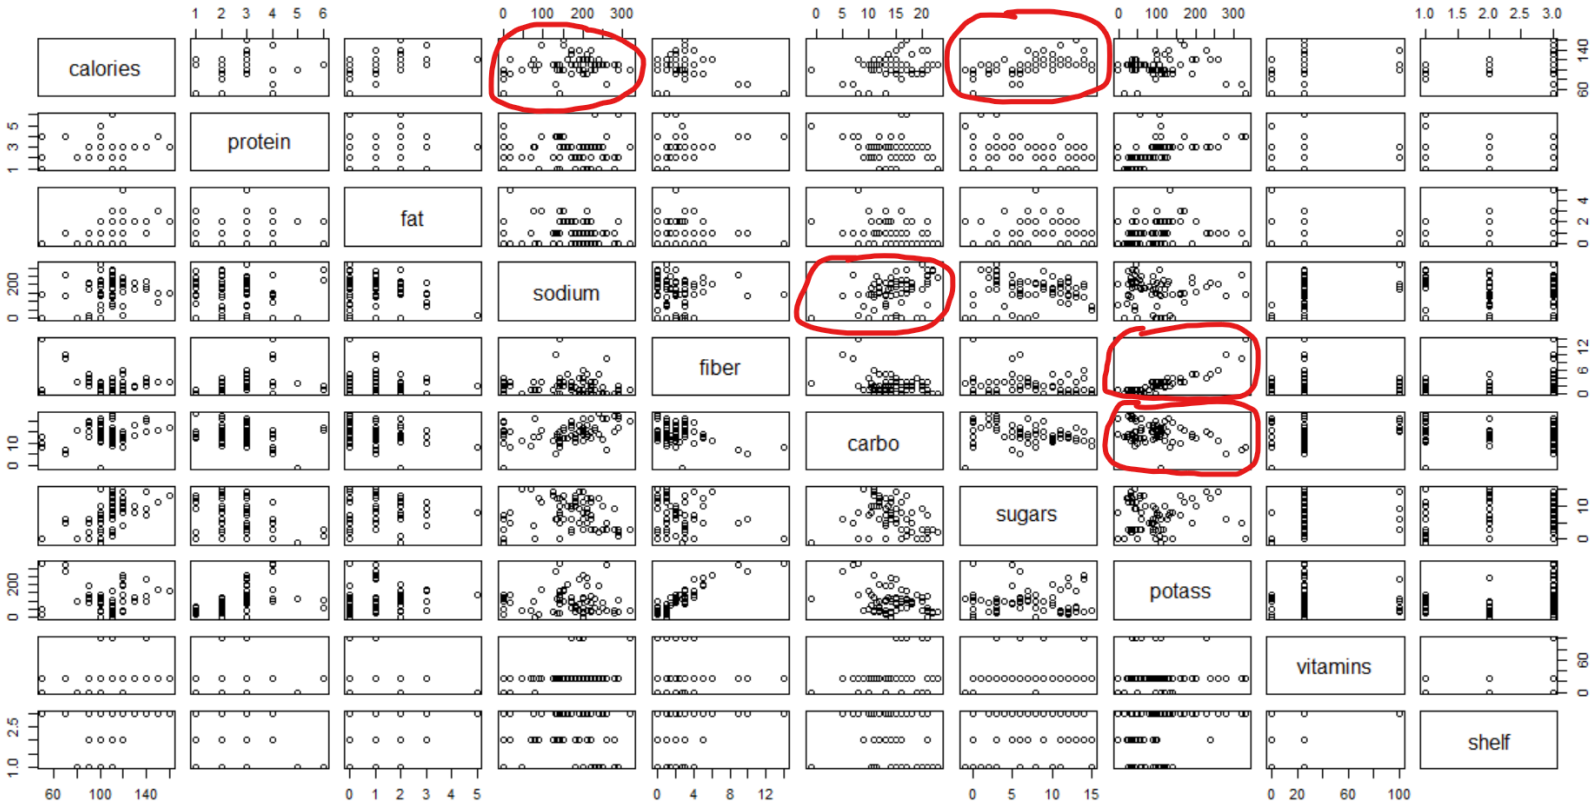 1 2 3 4 5 6 0 100 200 300 0 5 10 20 0 100 300 1.0 1.5 2.0 2.5 3.0
calories 60 140
1 3 5 protein
fat 0 2 4
0 200 sodium
fiber 0 6 12
0 10 carbo
sugars 0 10
0 200 potass
vitamins 0 60
1.0 2.5 shelf
60 100 140 0 1 2 3 4 5 0 4 8 12 0 5 10 15 0 20 60 100